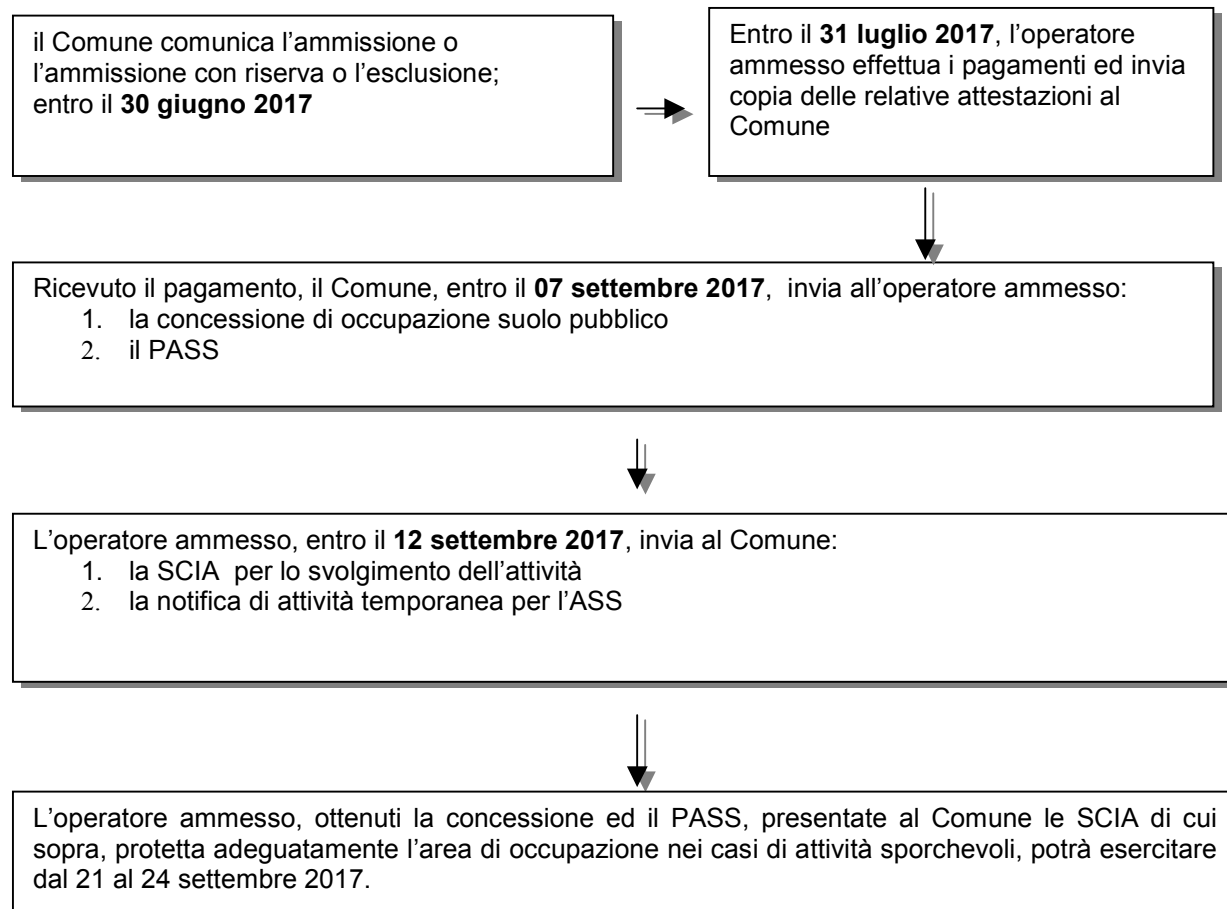 il Comune comunica l’ammissione o
l’ammissione con riserva o l’esclusione;
entro il 30 giugno 2017
Entro il 31 luglio 2017, l’operatore
ammesso effettua i pagamenti ed invia
copia delle relative attestazioni al
Comune
Ricevuto il pagamento, il Comune, entro il 07 settembre 2017, invia all’operatore ammesso:
1. la concessione di occupazione suolo pubblico
2. il PASS
L’operatore ammesso, entro il 12 settembre 2017, invia al Comune:
1. la SCIA per lo svolgimento dell’attività
2. la notifica di attività temporanea per l’ASS
L’operatore ammesso, ottenuti la concessione ed il PASS, presentate al Comune le SCIA di cui
sopra, protetta adeguatamente l’area di occupazione nei casi di attività sporchevoli, potrà esercitare
dal 21 al 24 settembre 2017.